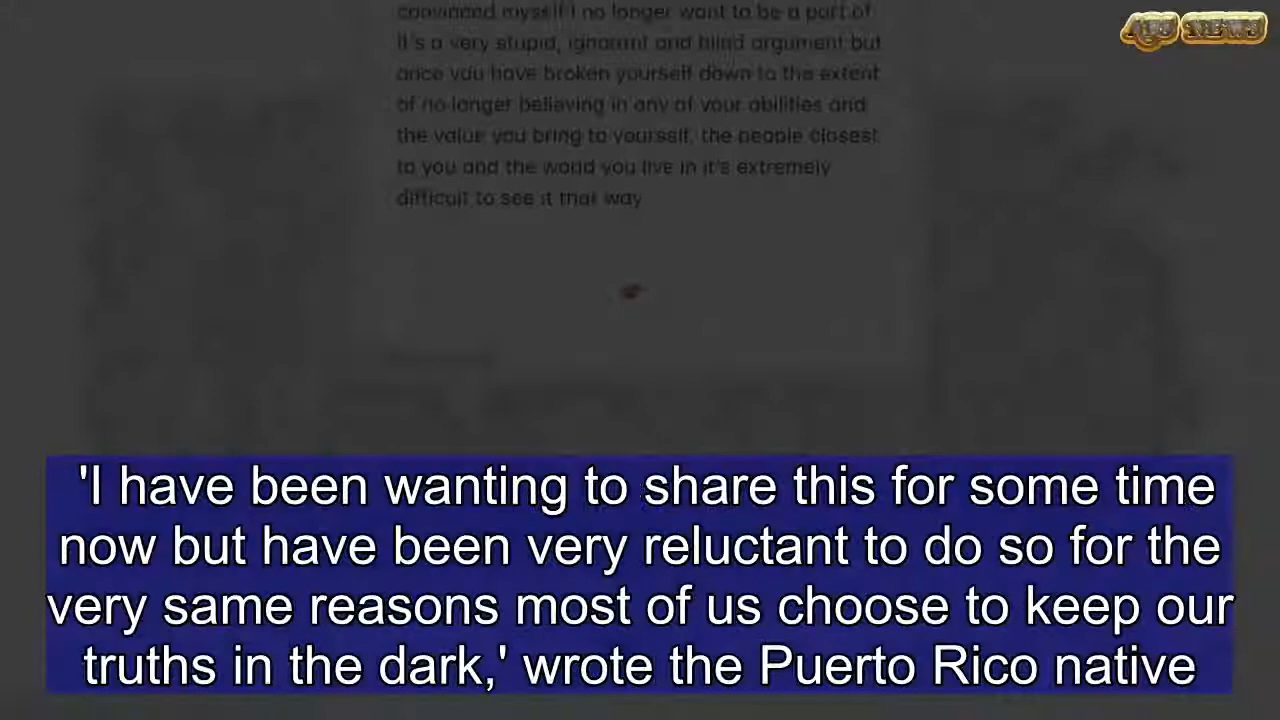 convinced myself I no longer want to be a part of
It's a very stupid, ignorant and blind argument but
once you have broken yourself down to the extent
of no longer believing in any of your abilities and
the value you bring to yourself, the people closest
to you and the world you live in it's extremely
difficult to see it that way
NEWS
'I have been wanting to share this for some time
now but have been very reluctant to do so for the
very same reasons most of us choose to keep our
truths in the dark,' wrote the Puerto Rico native